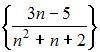 { (3n − 5) / (n² + n + 2) }